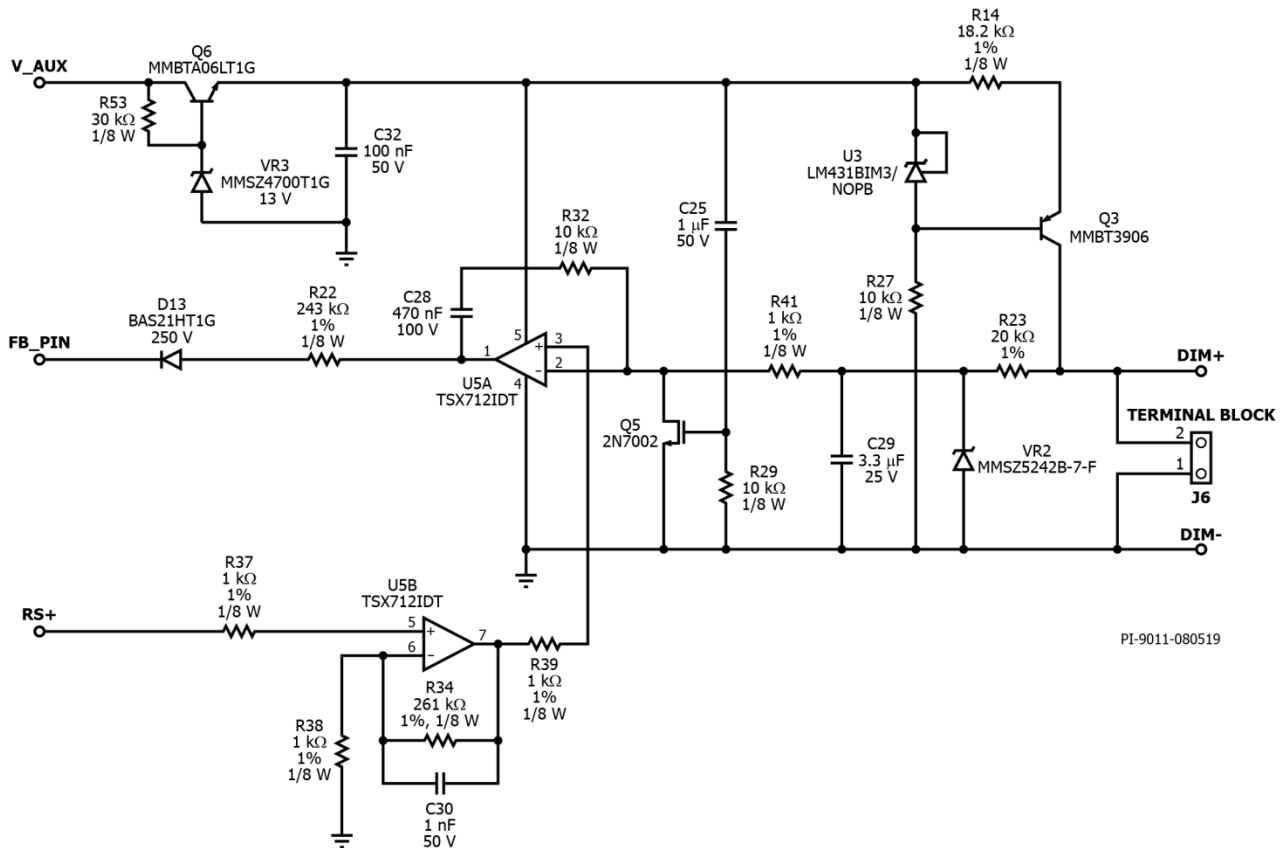 R14
18.2 kΩ
1%
1/8 W
Q6
MMBTA06LT1G
V_AUX
R53
30 kΩ
1/8 W
C32
100 nF
50 V
VR3
MMSZ4700T1G
13 V
U3
LM431BIM3/
NOPB
C25
1 µF
50 V
Q3
MMBT3906
R32
10 kΩ
1/8 W
R27
10 kΩ
1/8 W
D13
BAS21HT1G
250 V
R22
243 kΩ
1%
1/8 W
C28
470 nF
100 V
R41
1 kΩ
1%
1/8 W
R23
20 kΩ
1%
FB_PIN
1
5
4
+
3
-
2
U5A
TSX712IDT
DIM+
Q5
2N7002
C29
3.3 µF
25 V
VR2
MMSZ5242B-7-F
TERMINAL BLOCK
2
1
J6
R29
10 kΩ
1/8 W
DIM-
R37
1 kΩ
1%
1/8 W
U5B
TSX712IDT
RS+
5
+
6
-
7
R39
1 kΩ
1%
1/8 W
PI-9011-080519
R34
261 kΩ
1%, 1/8 W
R38
1 kΩ
1%
1/8 W
C30
1 nF
50 V